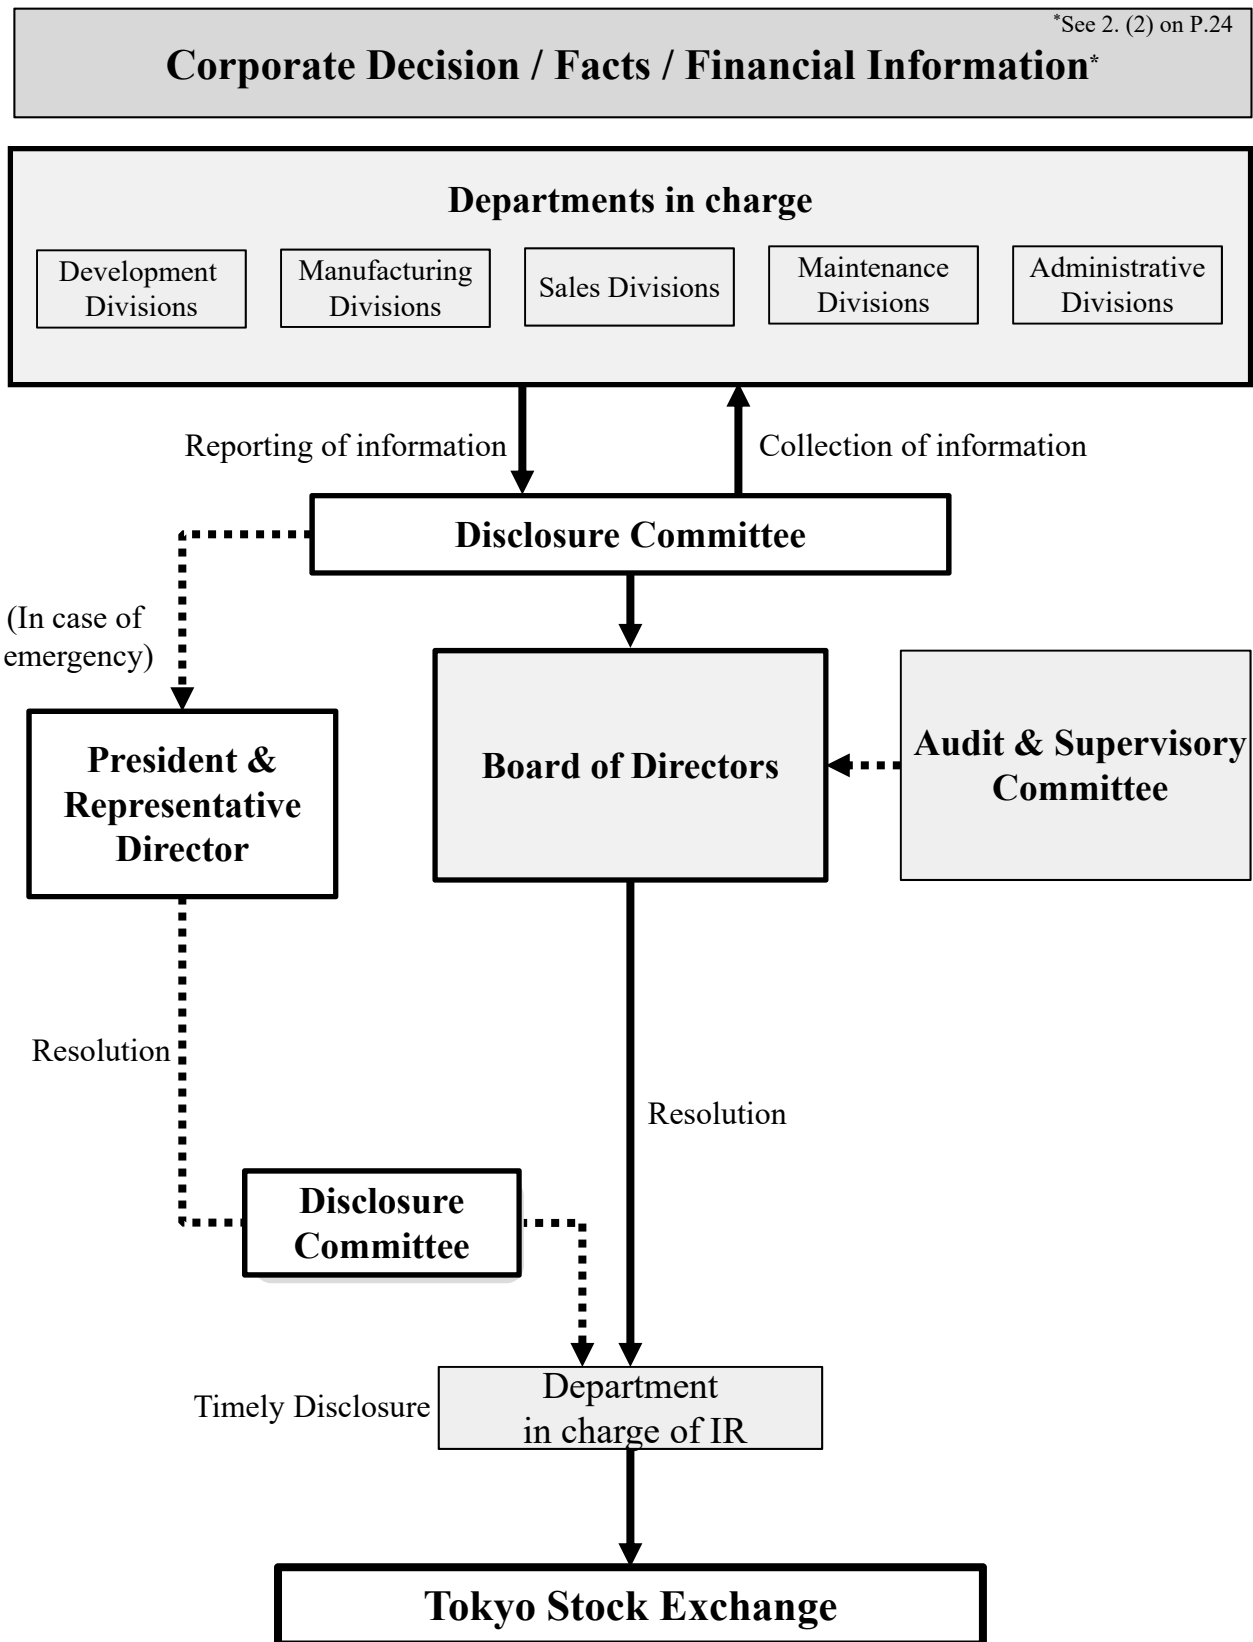 *See 2. (2) on P.24
Corporate Decision / Facts / Financial Information*
Departments in charge
Development
Divisions
Manufacturing
Divisions
Sales Divisions
Maintenance
Divisions
Administrative
Divisions
Reporting of information
Collection of information
Disclosure Committee
(In case of
emergency)
President &
Representative
Director
Board of Directors
Audit & Supervisory
Committee
Resolution
Resolution
Disclosure
Committee
Timely Disclosure
Department
in charge of IR
Tokyo Stock Exchange